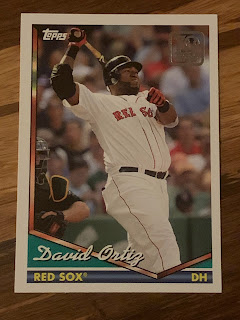 topps
RED SOX
David Ortiz
RED SOX® DH